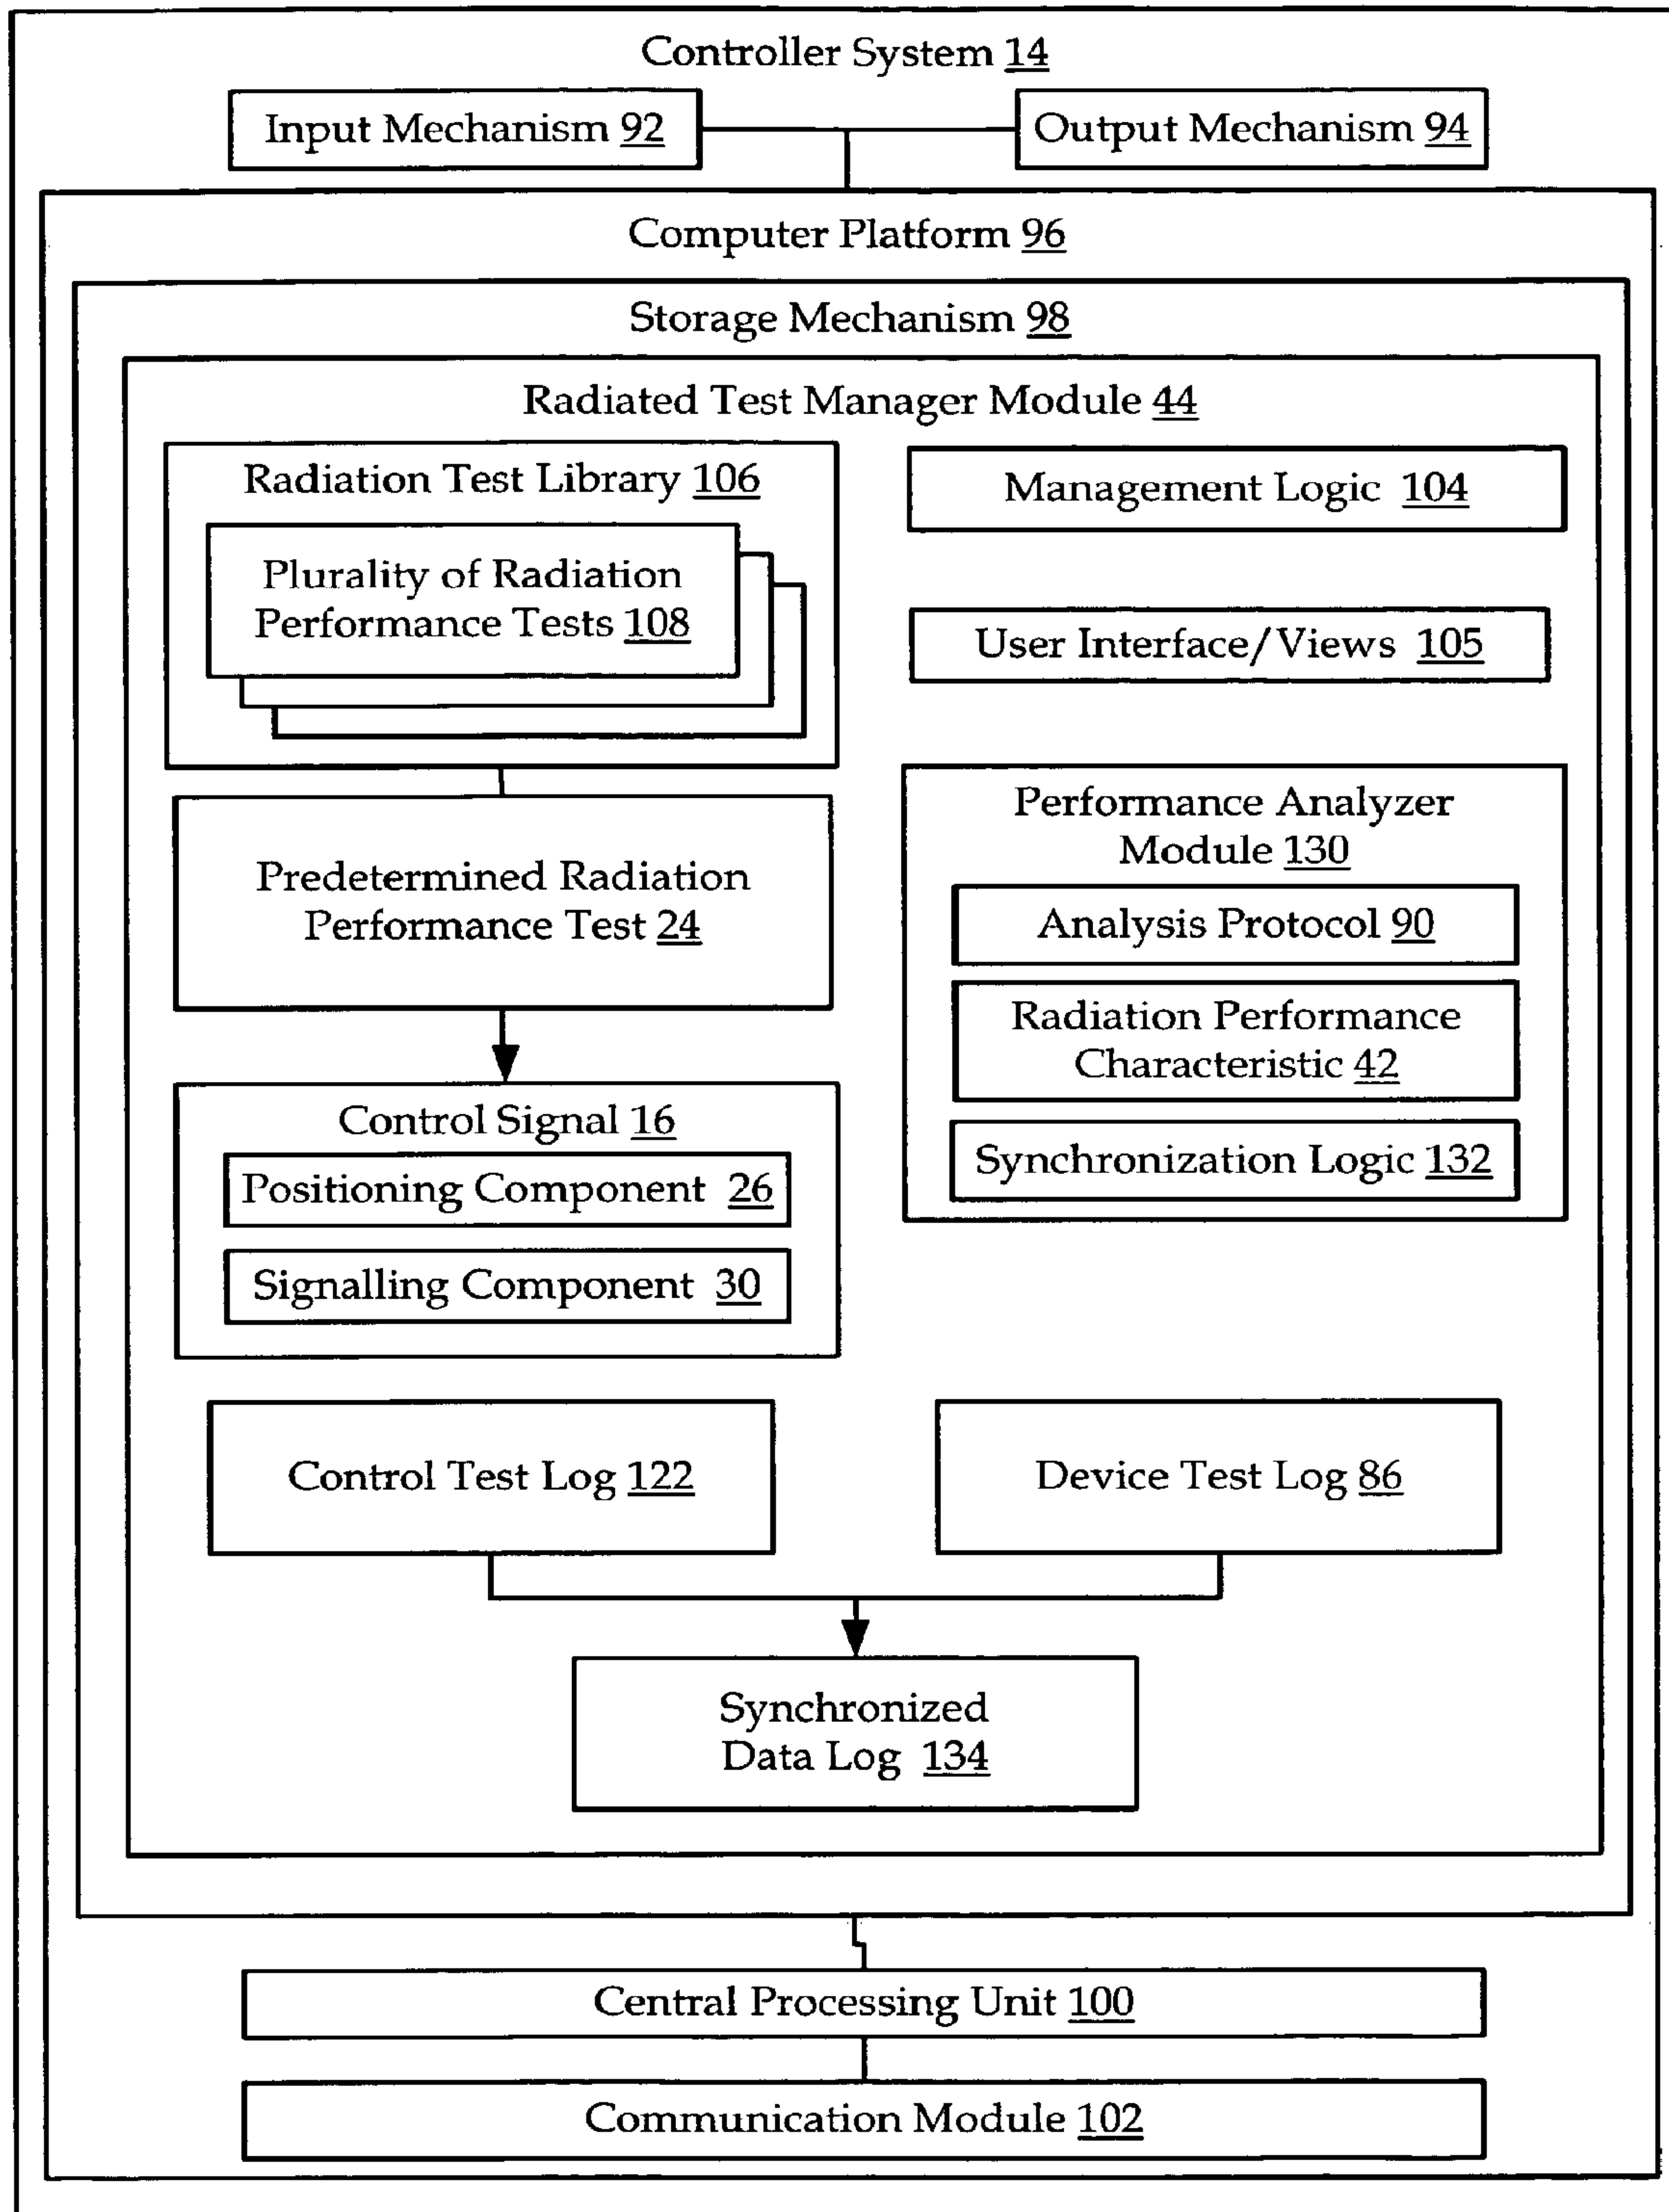 Controller System 14
Input Mechanism 92
Output Mechanism 94
Computer Platform 96
Storage Mechanism 98
Radiated Test Manager Module 44
Radiation Test Library 106
Plurality of Radiation
Performance Tests 108
Management Logic 104
User Interface/Views 105
Predetermined Radiation
Performance Test 24
Performance Analyzer
Module 130
Analysis Protocol 90
Radiation Performance
Characteristic 42
Synchronization Logic 132
Control Signal 16
Positioning Component 26
Signalling Component 30
Control Test Log 122
Device Test Log 86
Synchronized
Data Log 134
Central Processing Unit 100
Communication Module 102